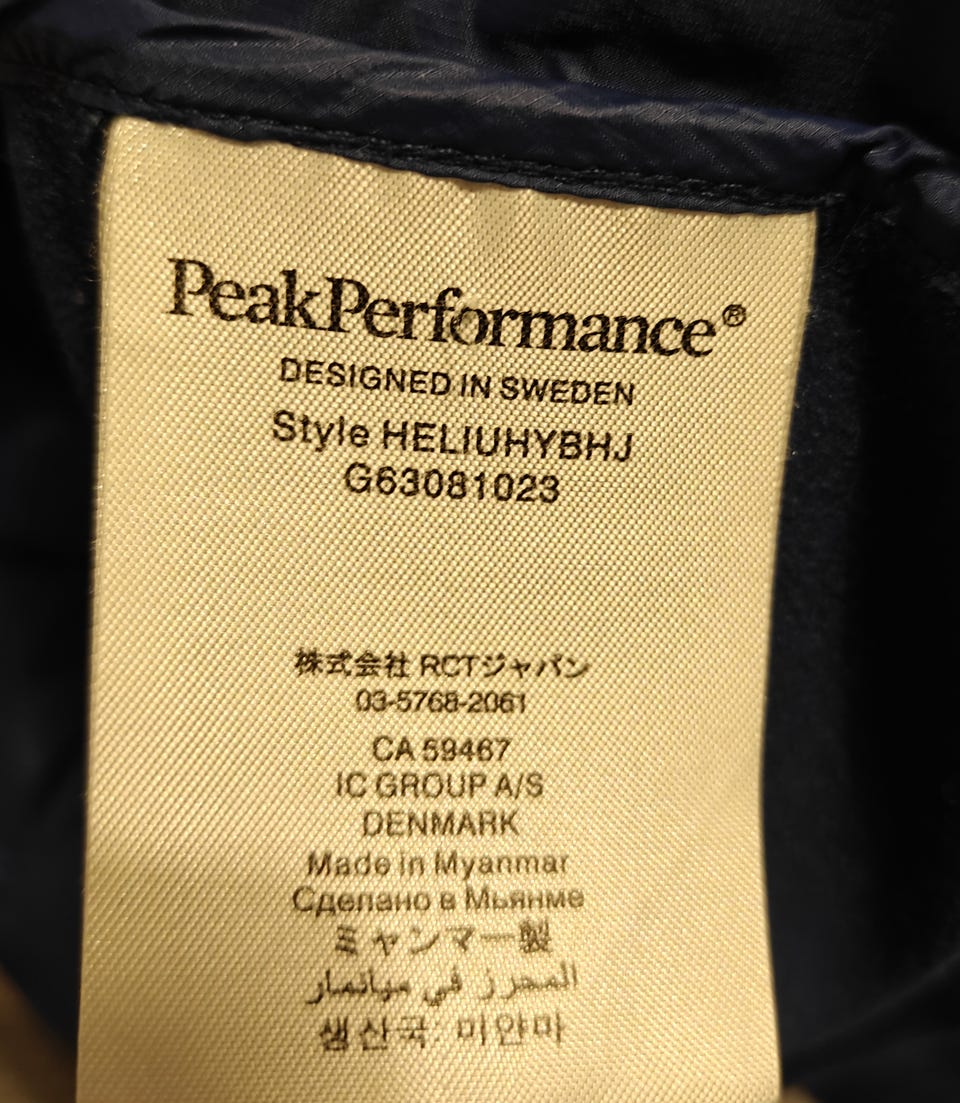 PeakPerformance®
DESIGNED IN SWEDEN
Style HELIUHYBHJ
G63081023
株式会社 RCTジャパン
03-5768-2061
CA 59467
IC GROUP A/S
DENMARK
Made in Myanmar
Сделано в Мьянме
ミャンマー製
المحرز في ميانمار
생산국: 미얀마